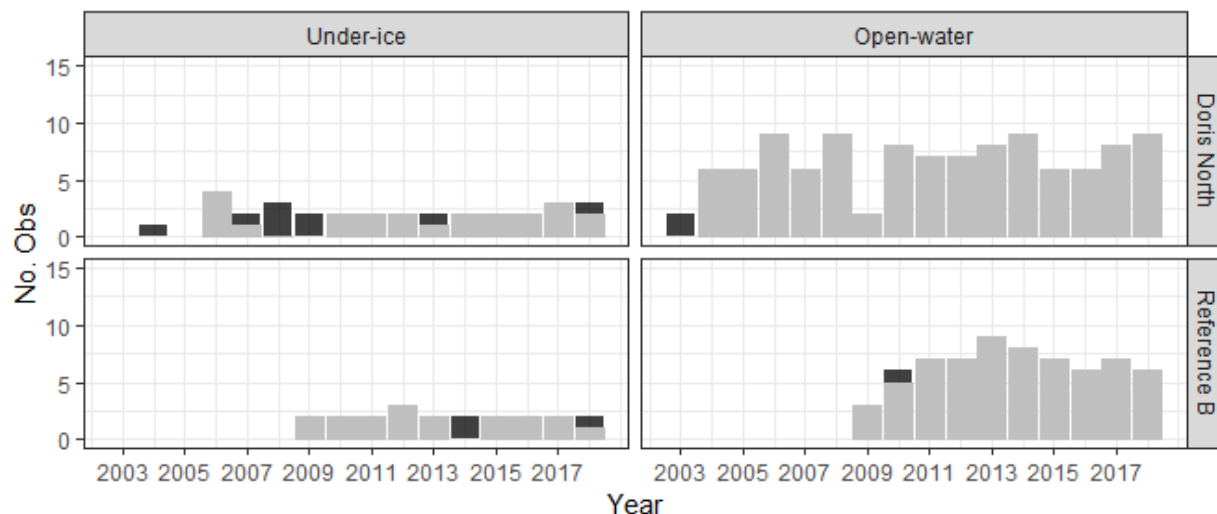 Under-ice Open-water
15
10
5
0
Doris North
15
10
5
0
Reference B
No. Obs
2003 2005 2007 2009 2011 2013 2015 2017 2003 2005 2007 2009 2011 2013 2015 2017
Year